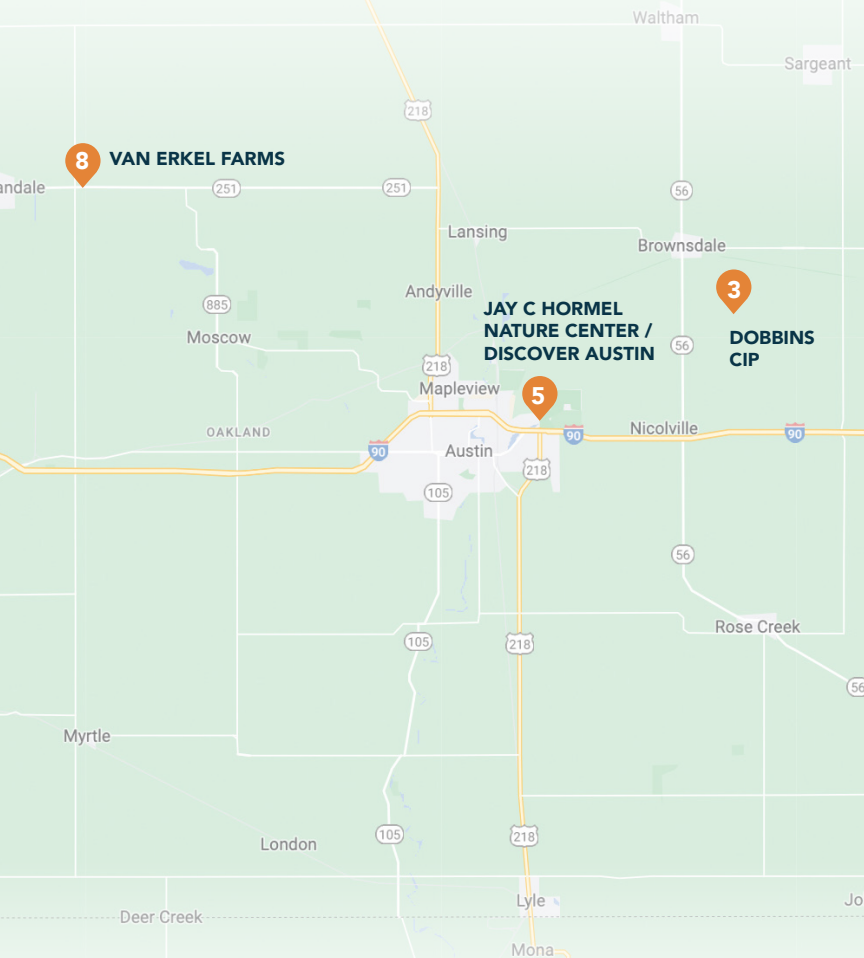 Waltham
Sargeant
218
8
VAN ERKEL FARMS
andale
251
251
56
Lansing
Brownsdale
Andyville
3
885
JAY C HORMEL
NATURE CENTER /
DISCOVER AUSTIN
DOBBINS
CIP
56
Moscow
218
Mapleview
5
OAKLAND
90
Austin
90
Nicolville
90
218
105
56
Rose Creek
105
218
56
Myrtle
105
218
London
Lyle
Jo
Deer Creek
Mona